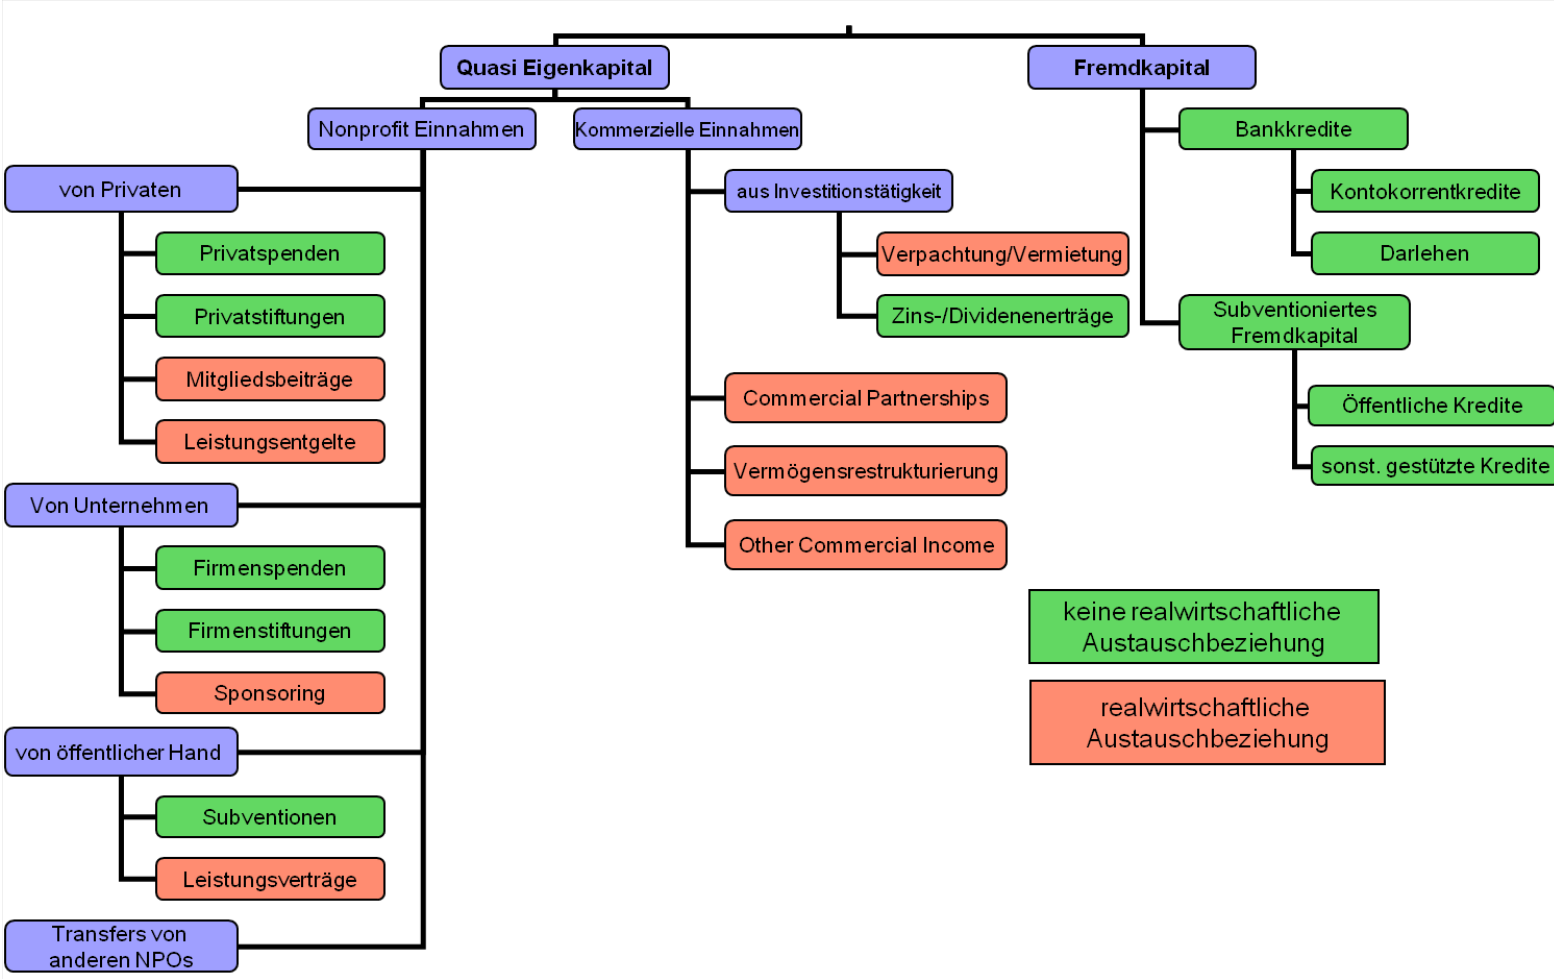 Quasi Eigenkapital
Fremdkapital
Nonprofit Einnahmen
Kommerzielle Einnahmen
Bankkredite
von Privaten
aus Investitionstätigkeit
Kontokorrentkredite
Privatspenden
Verpachtung/Vermietung
Darlehen
Privatstiftungen
Zins-/Dividenenerträge
Subventioniertes
Fremdkapital
Mitgliedsbeiträge
Commercial Partnerships
Öffentliche Kredite
Leistungsentgelte
Vermögensrestrukturierung
sonst. gestützte Kredite
Von Unternehmen
Other Commercial Income
Firmenspenden
keine realwirtschaftliche
Austauschbeziehung
Firmenstiftungen
Sponsoring
realwirtschaftliche
Austauschbeziehung
von öffentlicher Hand
Subventionen
Leistungsverträge
Transfers von
anderen NPOs